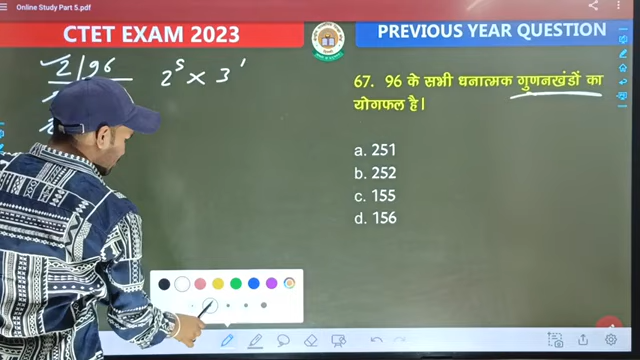 Online Study Part 5.pdf
CTET EXAM 2023
PREVIOUS YEAR QUESTION
2 96
2⁵ × 3¹
67. 96 के सभी धनात्मक गुणनखंडों का
योगफल है।
a. 251
b. 252
c. 155
d. 156